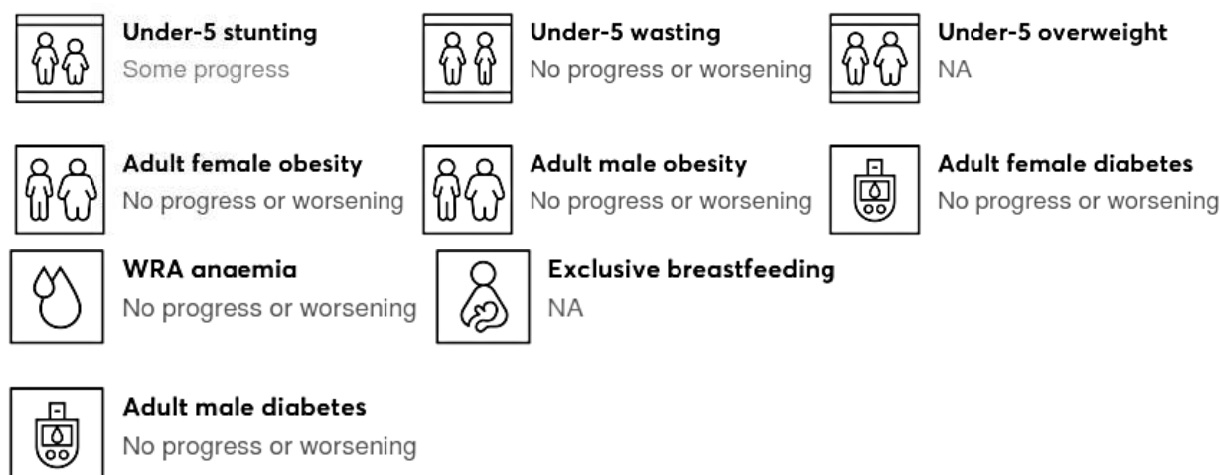 Under-5 stunting
Some progress
Under-5 wasting
No progress or worsening
Under-5 overweight
NA
Adult female obesity
No progress or worsening
Adult male obesity
No progress or worsening
Adult female diabetes
No progress or worsening
WRA anaemia
No progress or worsening
Exclusive breastfeeding
NA
Adult male diabetes
No progress or worsening